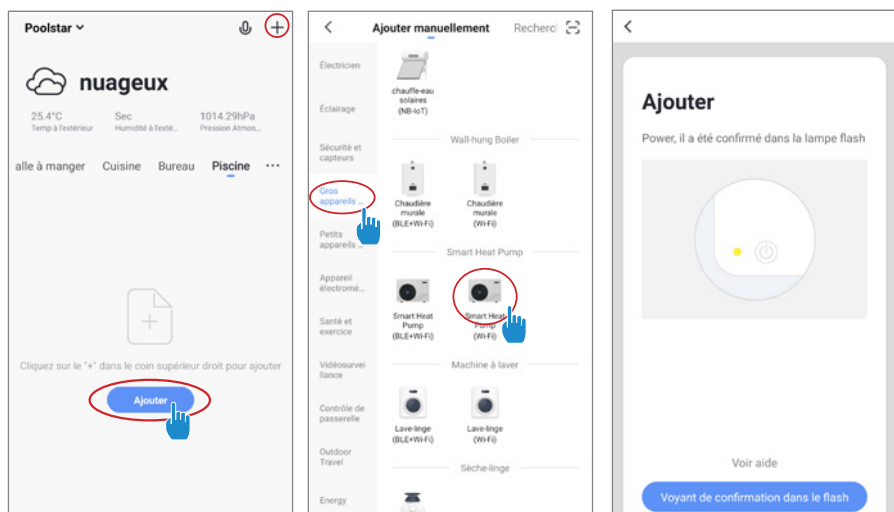 Poolstar
nuageux
25.4°C Sec 1014.29hPa
Temp à l'extérieur Humidité à l'exté... Pression Atmos...
alle à manger Cuisine Bureau Piscine ...
Cliquez sur le "+" dans le coin supérieur droit pour ajouter
Ajouter
Ajouter manuellement Recherc
Électricien
Éclairage
Sécurité et
capteurs
Gros
appareils ...
Petits
appareils ...
Appareil
électromé...
Santé et
exercice
Vidéosurvei
llance
Contrôle de
passerelle
Outdoor
Travel
Energy
chauffe-eau
solaires
(NB-IoT)
Wall-hung Boiler
Chaudière
murale
(BLE+Wi-Fi)
Chaudière
murale
(Wi-Fi)
Smart Heat Pump
Smart Heat
Pump
(BLE+Wi-Fi)
Smart Heat
Pump
(Wi-Fi)
Machine à laver
Lave-linge
(BLE+Wi-Fi)
Lave-linge
(Wi-Fi)
Sèche-linge
Ajouter
Power, il a été confirmé dans la lampe flash
Voir aide
Voyant de confirmation dans le flash